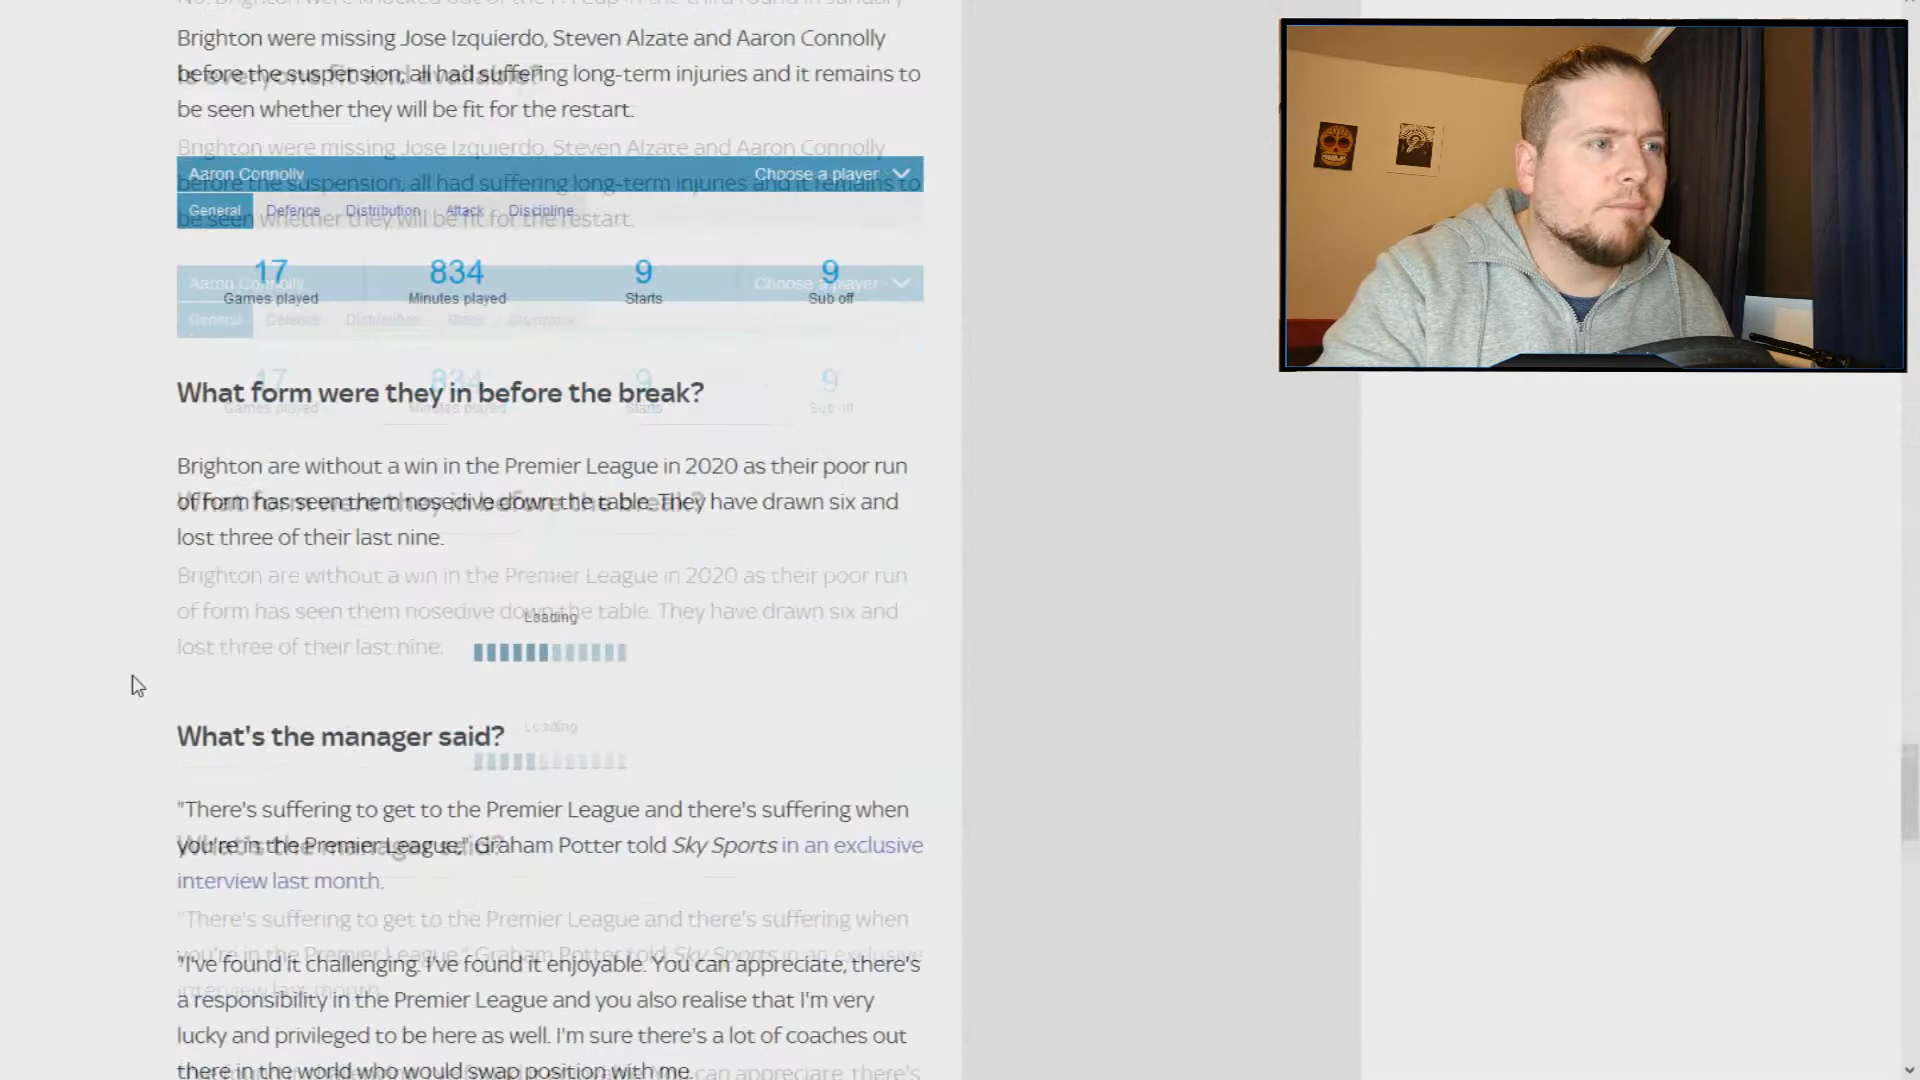 Brighton were missing Jose Izquierdo, Steven Alzate and Aaron Connolly
before the suspension, all had suffering long-term injuries and it remains to
be seen whether they will be fit for the restart.
Aaron Connolly Choose a player
General Defence Distribution Attack Discipline
17 834 9 9
Games played Minutes played Starts Sub off
What form were they in before the break?
Brighton are without a win in the Premier League in 2020 as their poor run
of form has seen them nosedive down the table. They have drawn six and
lost three of their last nine.
Loading
What's the manager said?
"There's suffering to get to the Premier League and there's suffering when
you're in the Premier League," Graham Potter told Sky Sports in an exclusive
interview last month.
"I've found it challenging. I've found it enjoyable. You can appreciate, there's
a responsibility in the Premier League and you also realise that I'm very
lucky and privileged to be here as well. I'm sure there's a lot of coaches out
there in the world who would swap position with me.